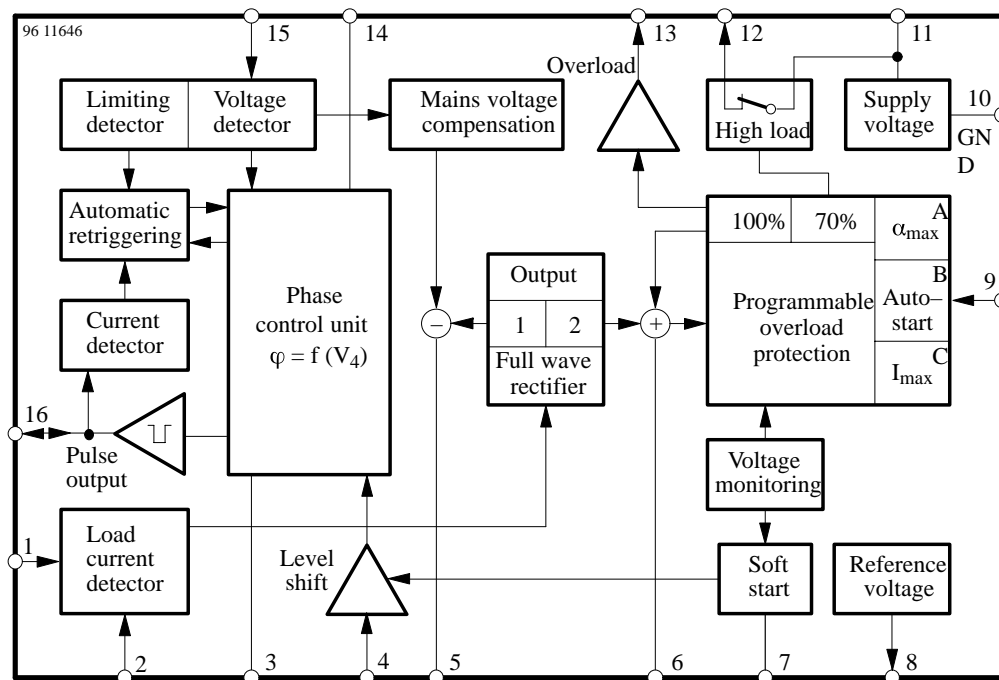 96 11646
15
14
13
12
11
Overload
Limiting
detector
Voltage
detector
Mains voltage
compensation
High load
Supply
voltage
10
GN
D
Automatic
retriggering
100%
70%
A
αmax
Phase
control unit
φ = f (V4)
Output
1
2
Full wave
rectifier
–
+
Programmable
overload
protection
B
Auto–
start
9
C
Imax
Current
detector
16
Pulse
output
Voltage
monitoring
1
Load
current
detector
Level
shift
Soft
start
Reference
voltage
2
3
4
5
6
7
8